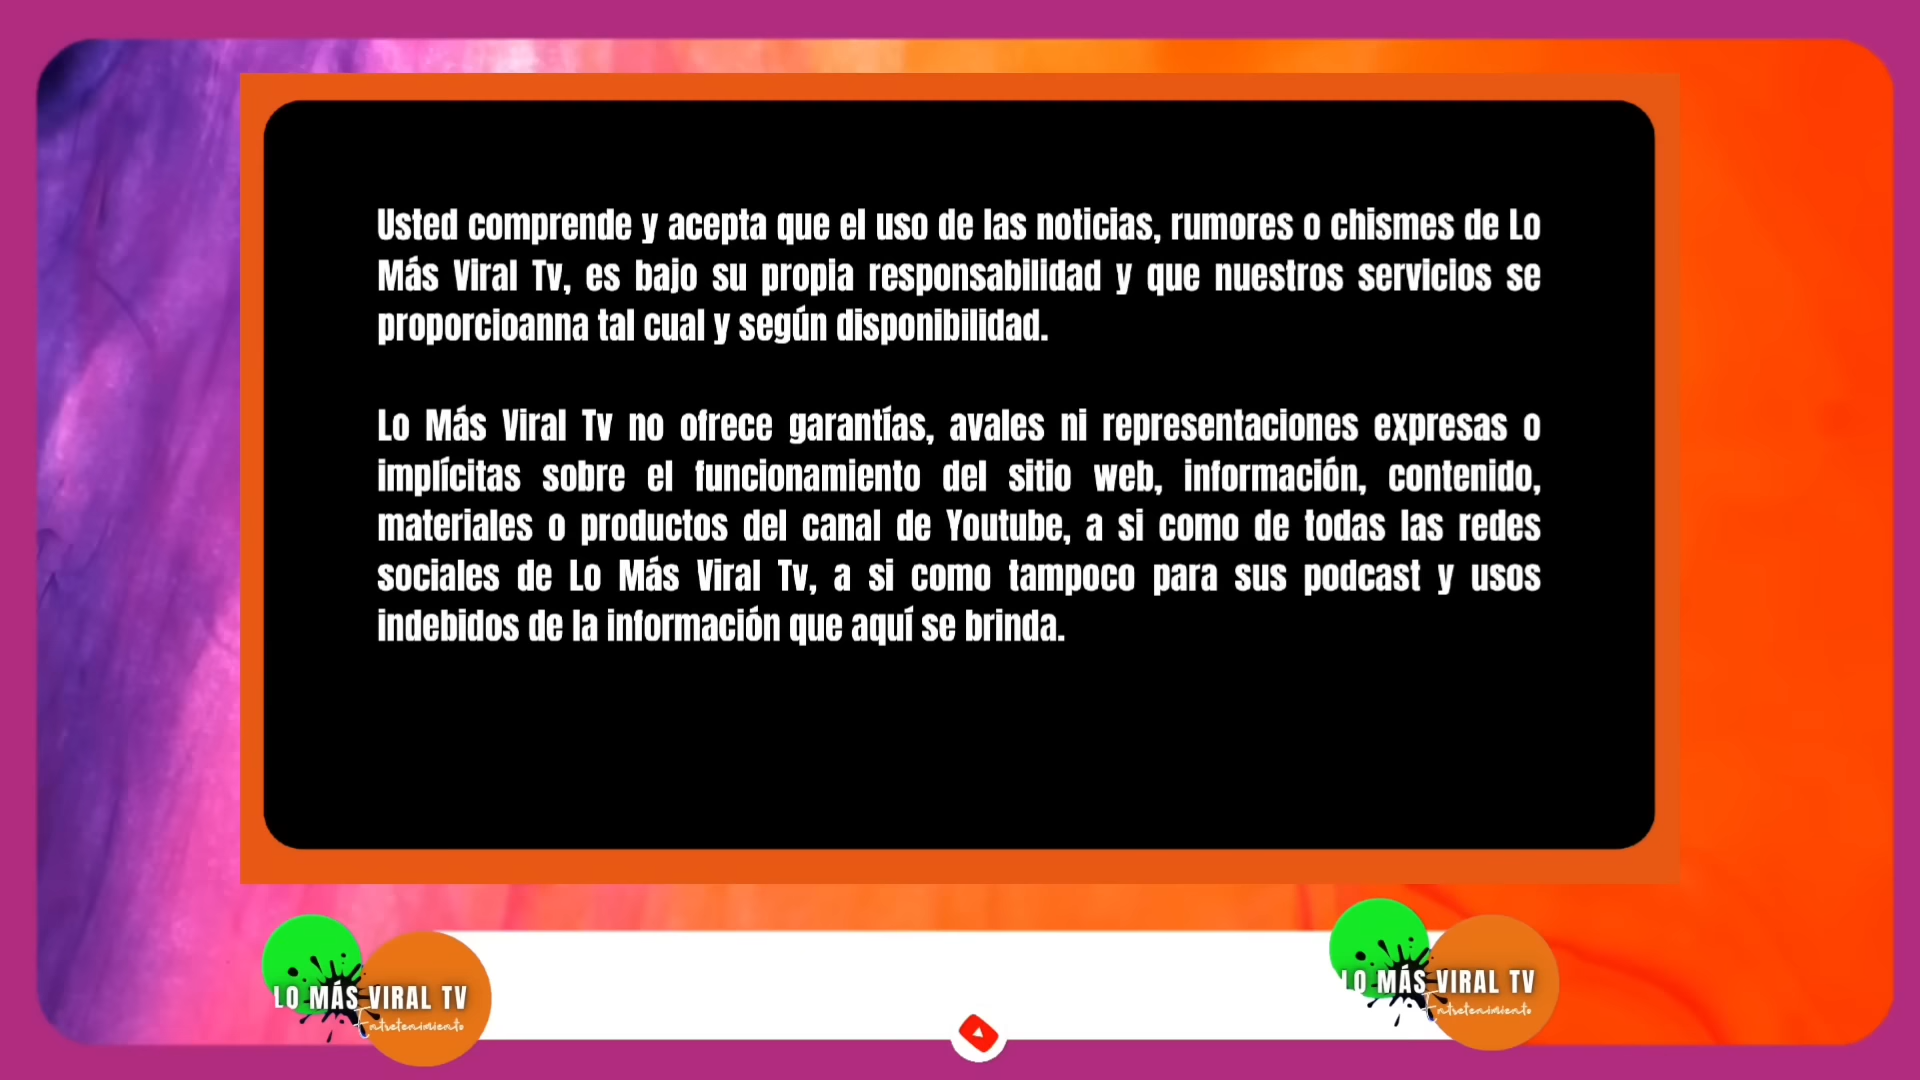 Usted comprende y acepta que el uso de las noticias, rumores o chismes de Lo
Más Viral Tv, es bajo su propia responsabilidad y que nuestros servicios se
proporcioanna tal cual y según disponibilidad.
Lo Más Viral Tv no ofrece garantías, avales ni representaciones expresas o
implícitas sobre el funcionamiento del sitio web, información, contenido,
materiales o productos del canal de Youtube, a si como de todas las redes
sociales de Lo Más Viral Tv, a si como tampoco para sus podcast y usos
indebidos de la información que aquí se brinda.
LO MÁS VIRAL TV
Entretenimiento
LO MÁS VIRAL TV
Entretenimiento